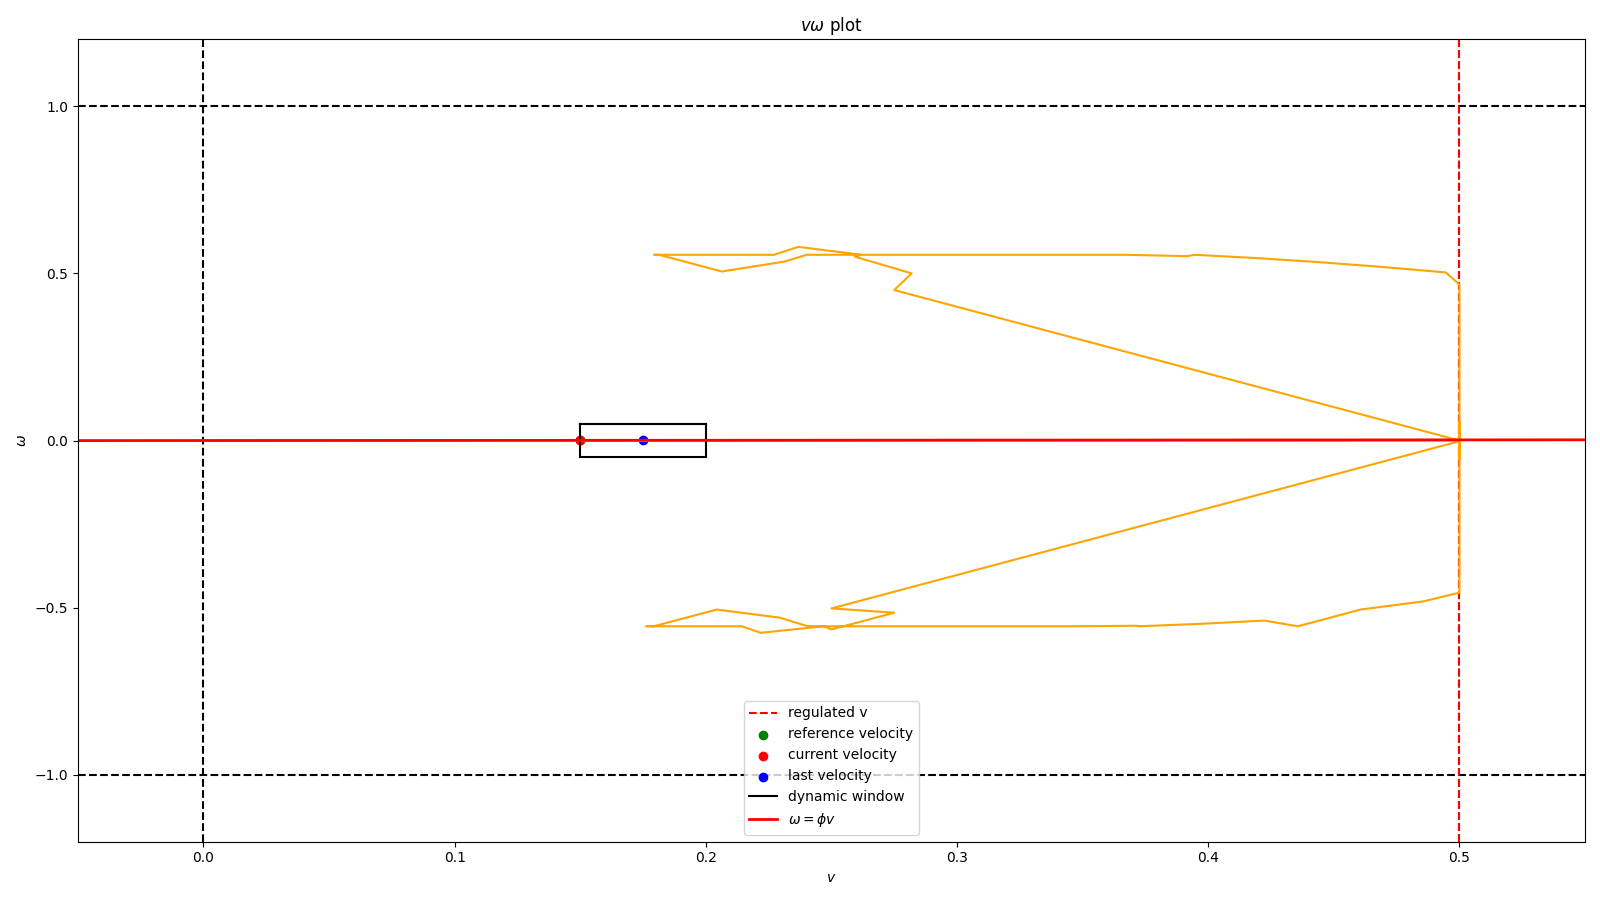 vω plot
1.0
0.5
0.0
−0.5
−1.0
ω
0.0
0.1
0.2
0.3
0.4
0.5
v
regulated v
reference velocity
current velocity
last velocity
dynamic window
ω = ϕv